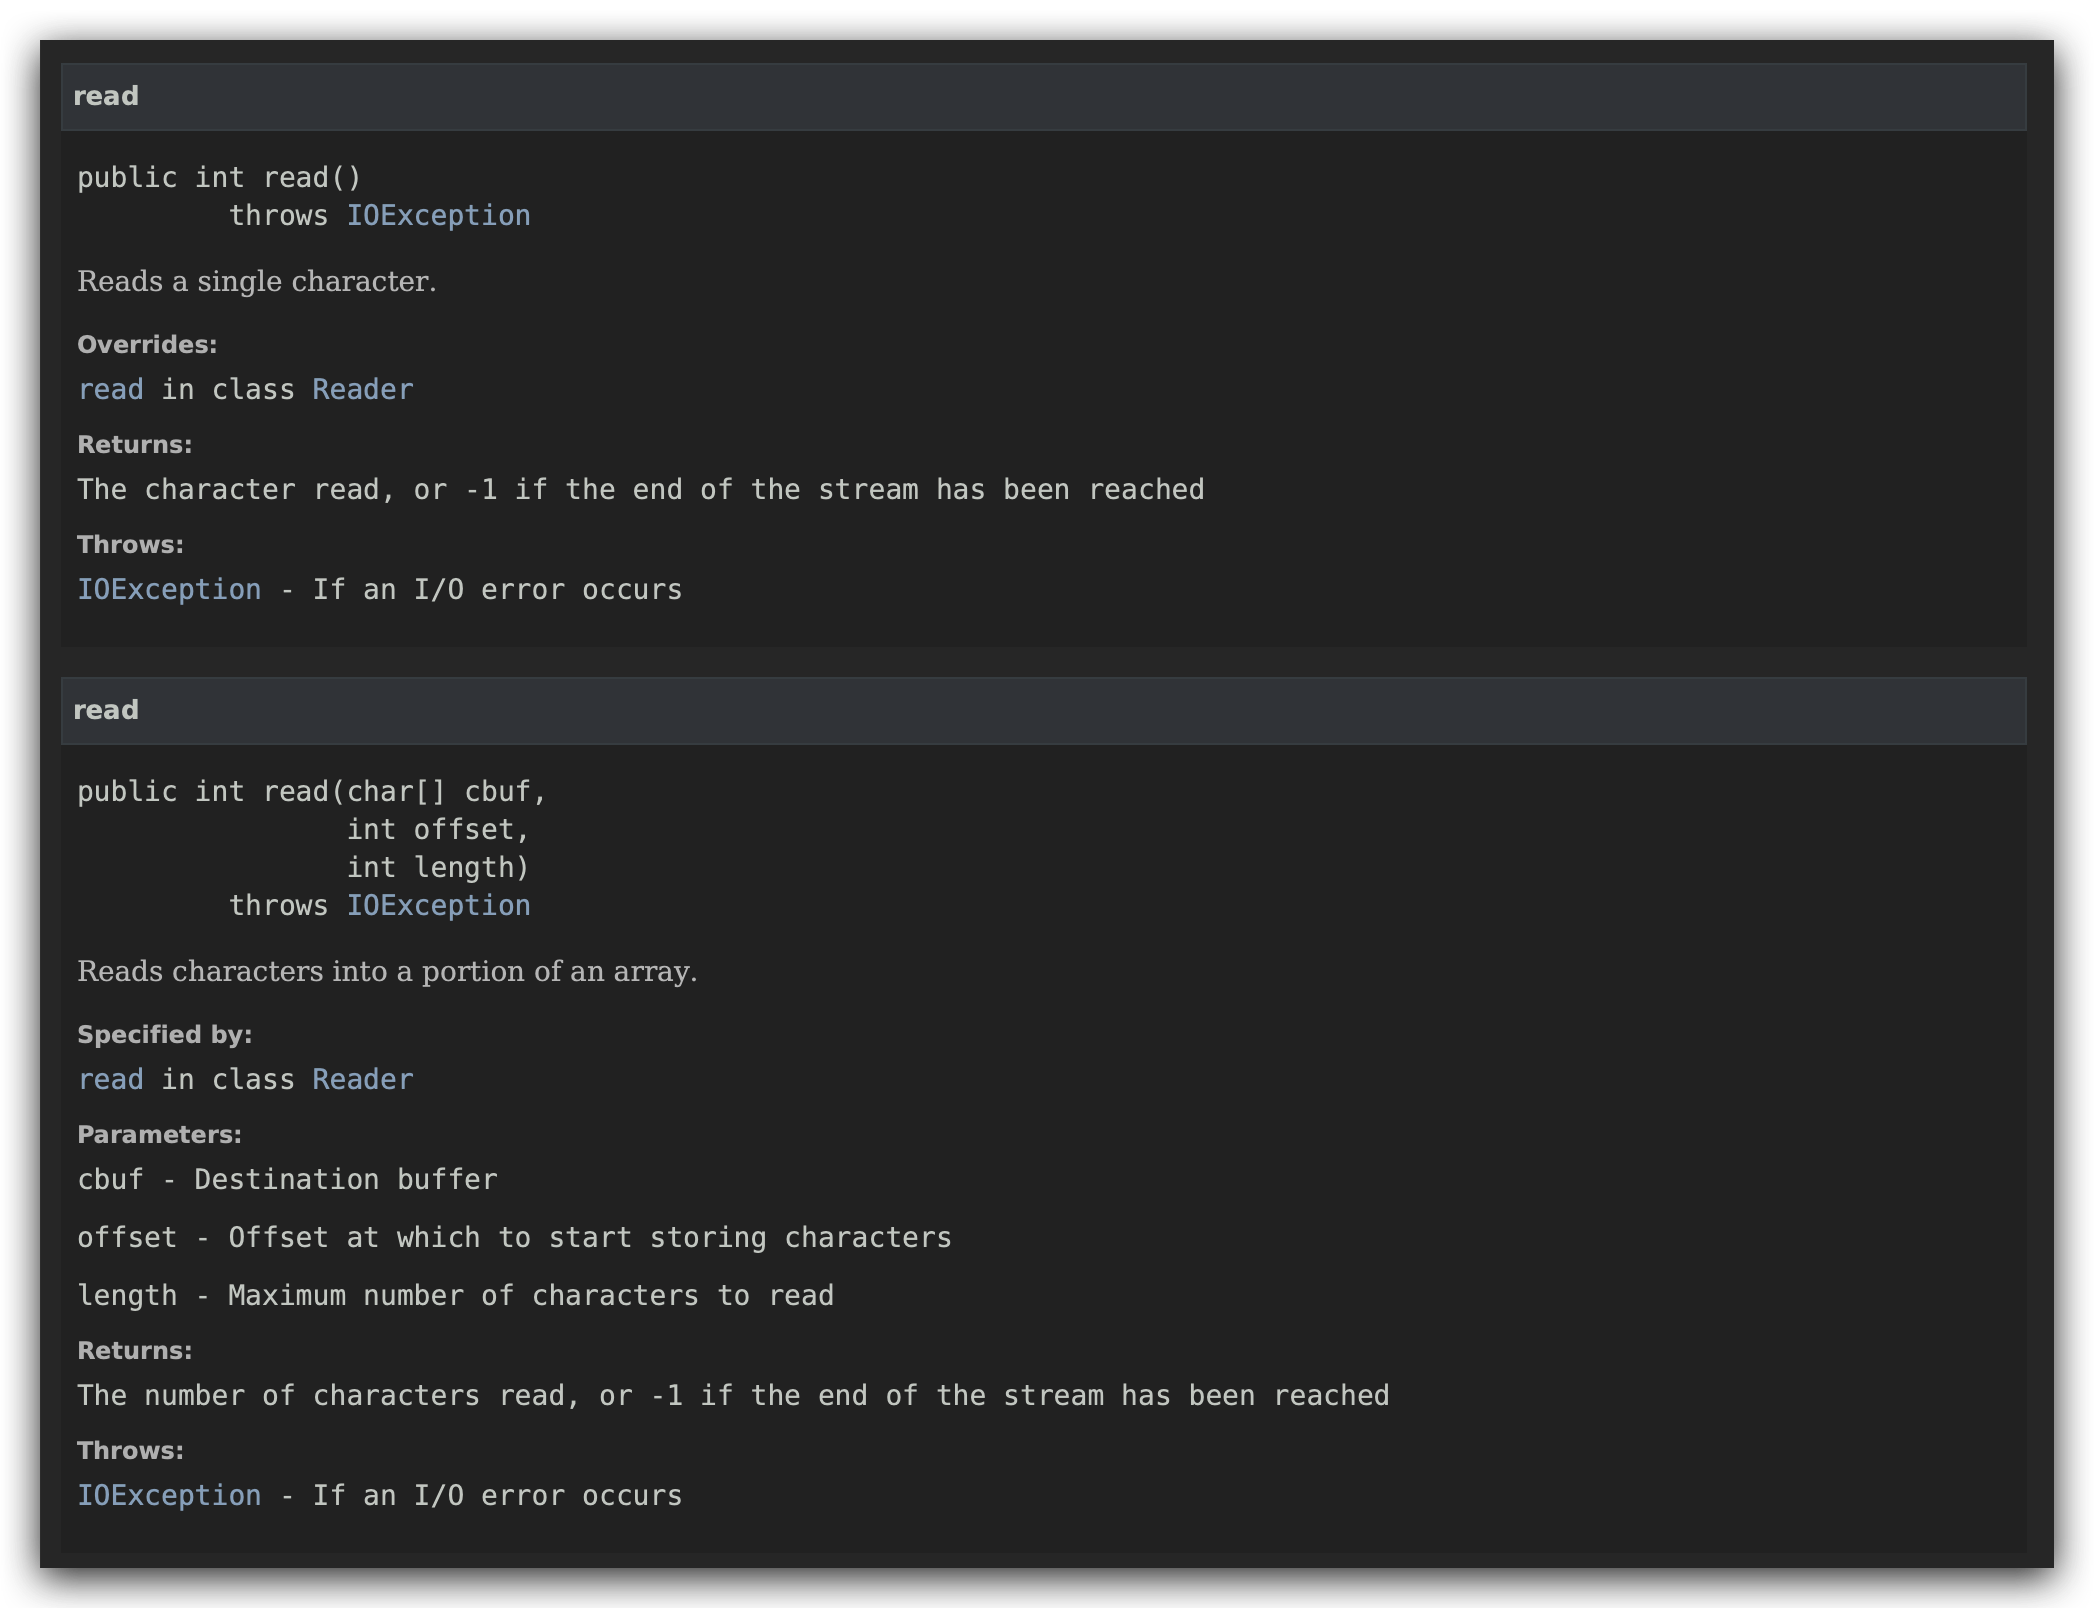 read
public int read()
throws IOException
Reads a single character.
Overrides:
read in class Reader
Returns:
The character read, or -1 if the end of the stream has been reached
Throws:
IOException - If an I/O error occurs
read
public int read(char[] cbuf,
int offset,
int length)
throws IOException
Reads characters into a portion of an array.
Specified by:
read in class Reader
Parameters:
cbuf - Destination buffer
offset - Offset at which to start storing characters
length - Maximum number of characters to read
Returns:
The number of characters read, or -1 if the end of the stream has been reached
Throws:
IOException - If an I/O error occurs